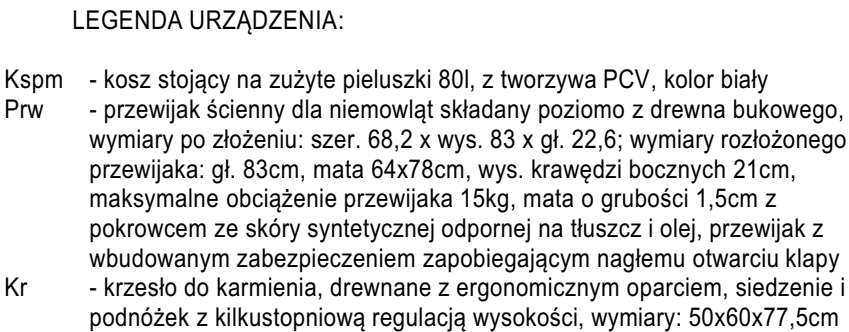 LEGENDA URZĄDZENIA:
Kspm - kosz stojący na zużyte pieluszki 80l, z tworzywa PCV, kolor biały
Prw - przewijak ścienny dla niemowląt składany poziomo z drewna bukowego,
wymiary po złożeniu: szer. 68,2 x wys. 83 x gł. 22,6; wymiary rozłożonego
przewijaka: gł. 83cm, mata 64x78cm, wys. krawędzi bocznych 21cm,
maksymalne obciążenie przewijaka 15kg, mata o grubości 1,5cm z
pokrowcem ze skóry syntetycznej odpornej na tłuszcz i olej, przewijak z
wbudowanym zabezpieczeniem zapobiegającym nagłemu otwarciu klapy
Kr - krzesło do karmienia, drewnane z ergonomicznym oparciem, siedzenie i
podnóżek z kilkustopniową regulacją wysokości, wymiary: 50x60x77,5cm